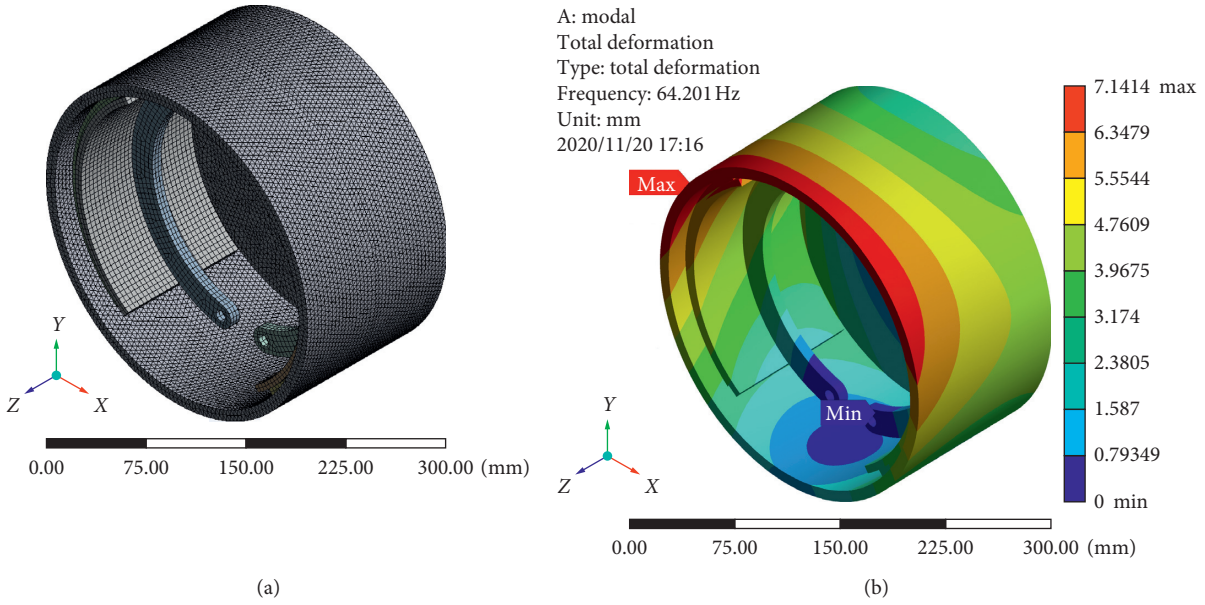 Y
Z
X
0.00 75.00 150.00 225.00 300.00 (mm)
(a)
A: modal
Total deformation
Type: total deformation
Frequency: 64.201 Hz
Unit: mm
2020/11/20 17:16
Max
Min
7.1414 max
6.3479
5.5544
4.7609
3.9675
3.174
2.3805
1.587
0.79349
0 min
Y
Z
X
0.00 75.00 150.00 225.00 300.00 (mm)
(b)